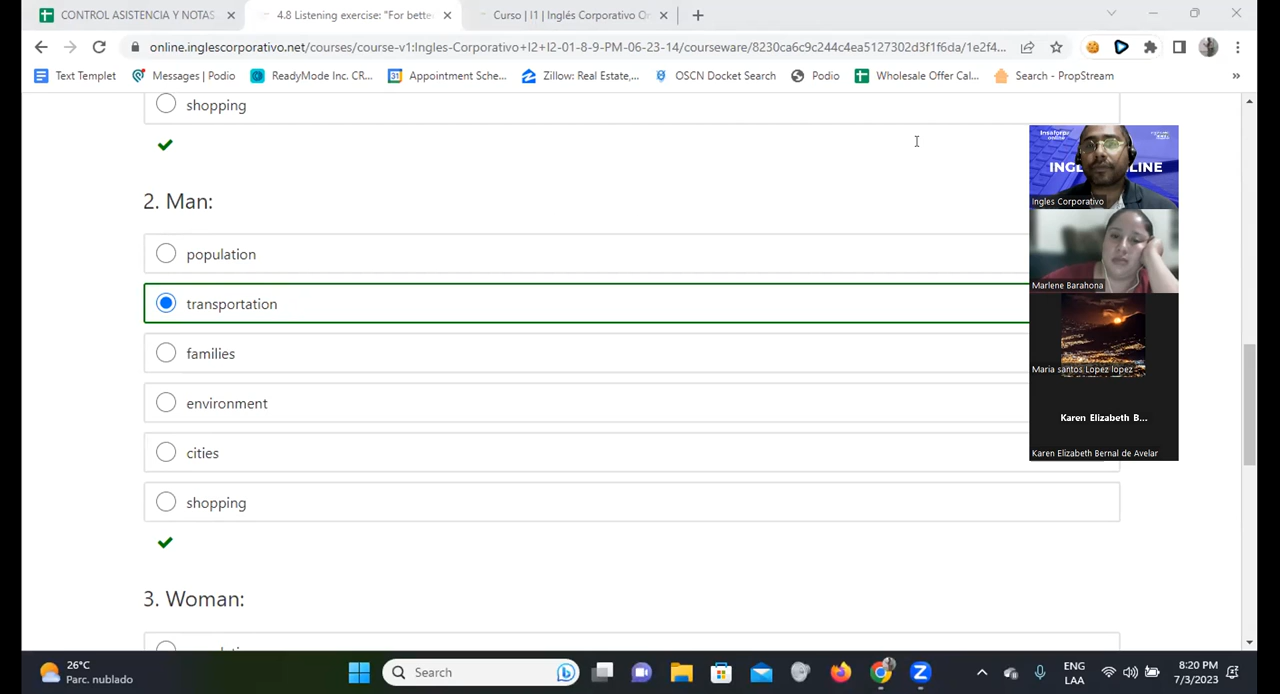 CONTROL ASISTENCIA Y NOTAS
4.8 Listening exercise: "For bette
Curso | I1 | Inglés Corporativo On
online.inglescorporativo.net/courses/course-v1:Ingles-Corporativo+I2+I2-01-8-9-PM-06-23-14/courseware/8230ca6c9c244c4ea5127302d3f1f6da/1e2f4...
Text Templet
Messages | Podio
ReadyMode Inc. CR...
Appointment Sche...
Zillow: Real Estate,...
OSCN Docket Search
Podio
Wholesale Offer Cal...
Search - PropStream
shopping
2. Man:
population
transportation
families
environment
cities
shopping
3. Woman:
Ingles Corporativo
Marlene Barahona
Maria santos Lopez lopez
Karen Elizabeth B...
Karen Elizabeth Bernal de Avelar
26°C
Parc. nublado
Search
ENG
LAA
8:20 PM
7/3/2023